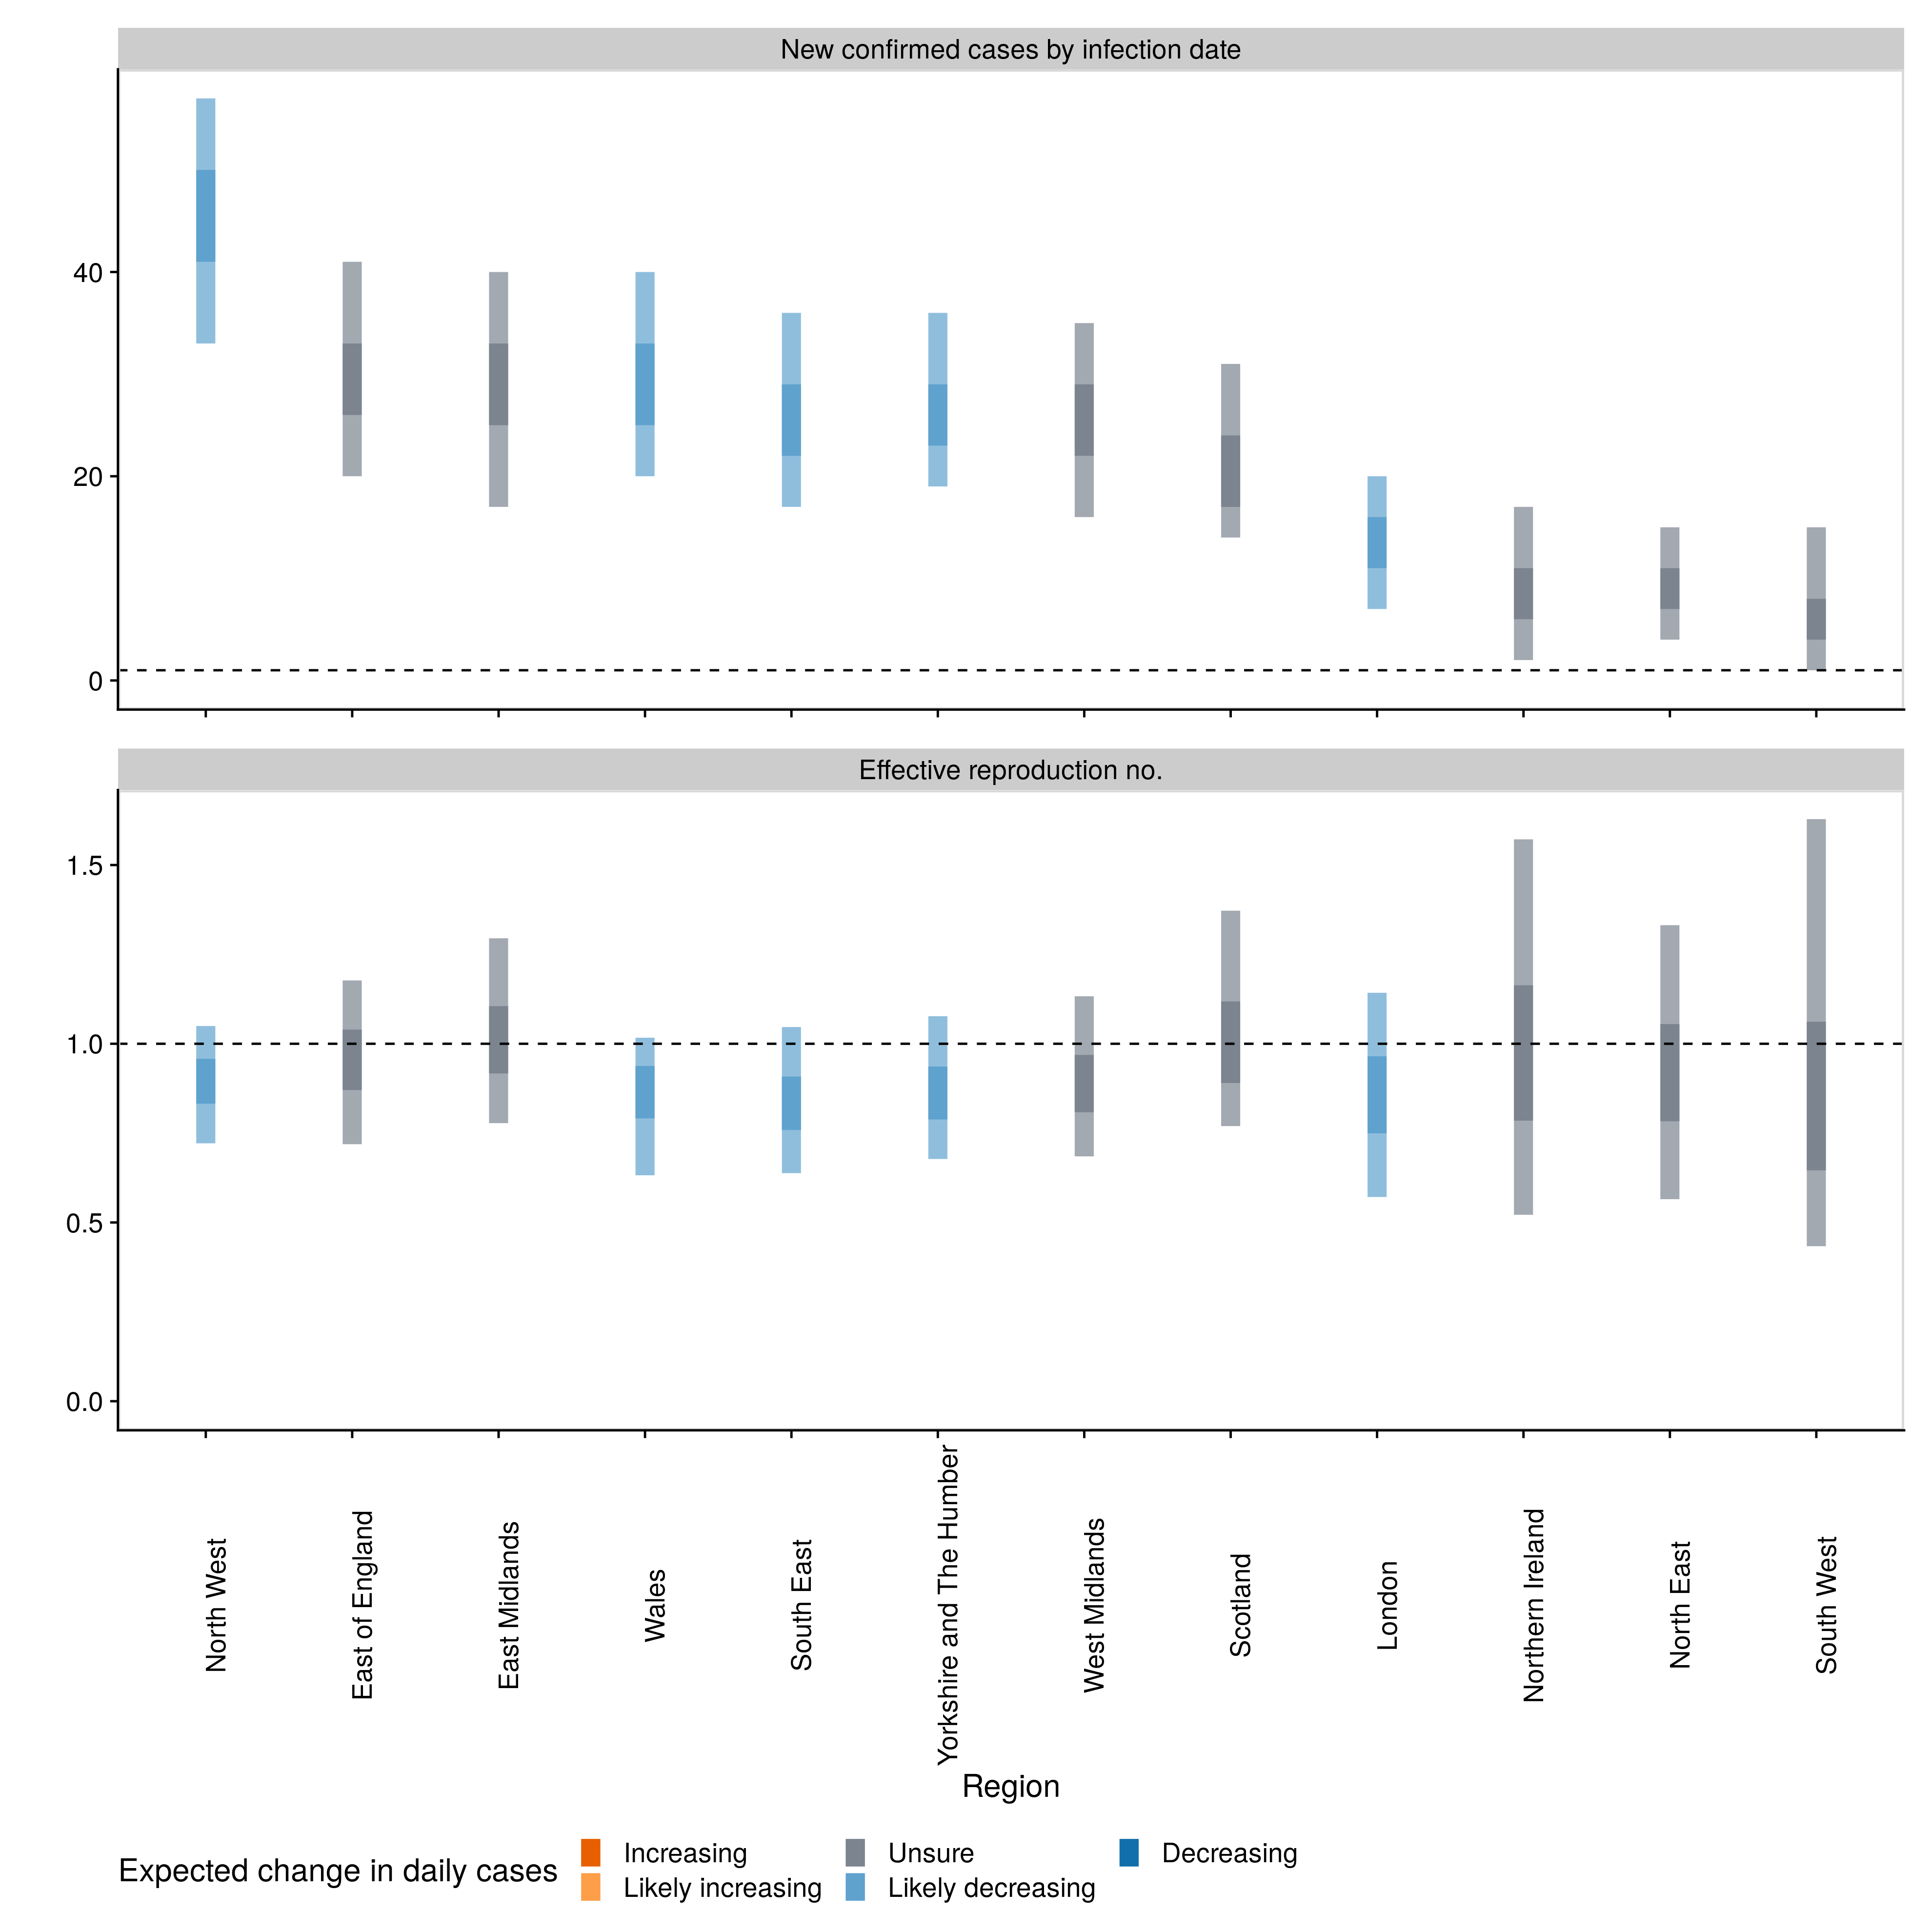 New confirmed cases by infection date
40
20
0
Effective reproduction no.
1.5
1.0
0.5
0.0
North West
East of England
East Midlands
Wales
South East
Yorkshire and The Humber
West Midlands
Scotland
London
Northern Ireland
North East
South West
Region
Expected change in daily cases
Increasing
Likely increasing
Unsure
Likely decreasing
Decreasing